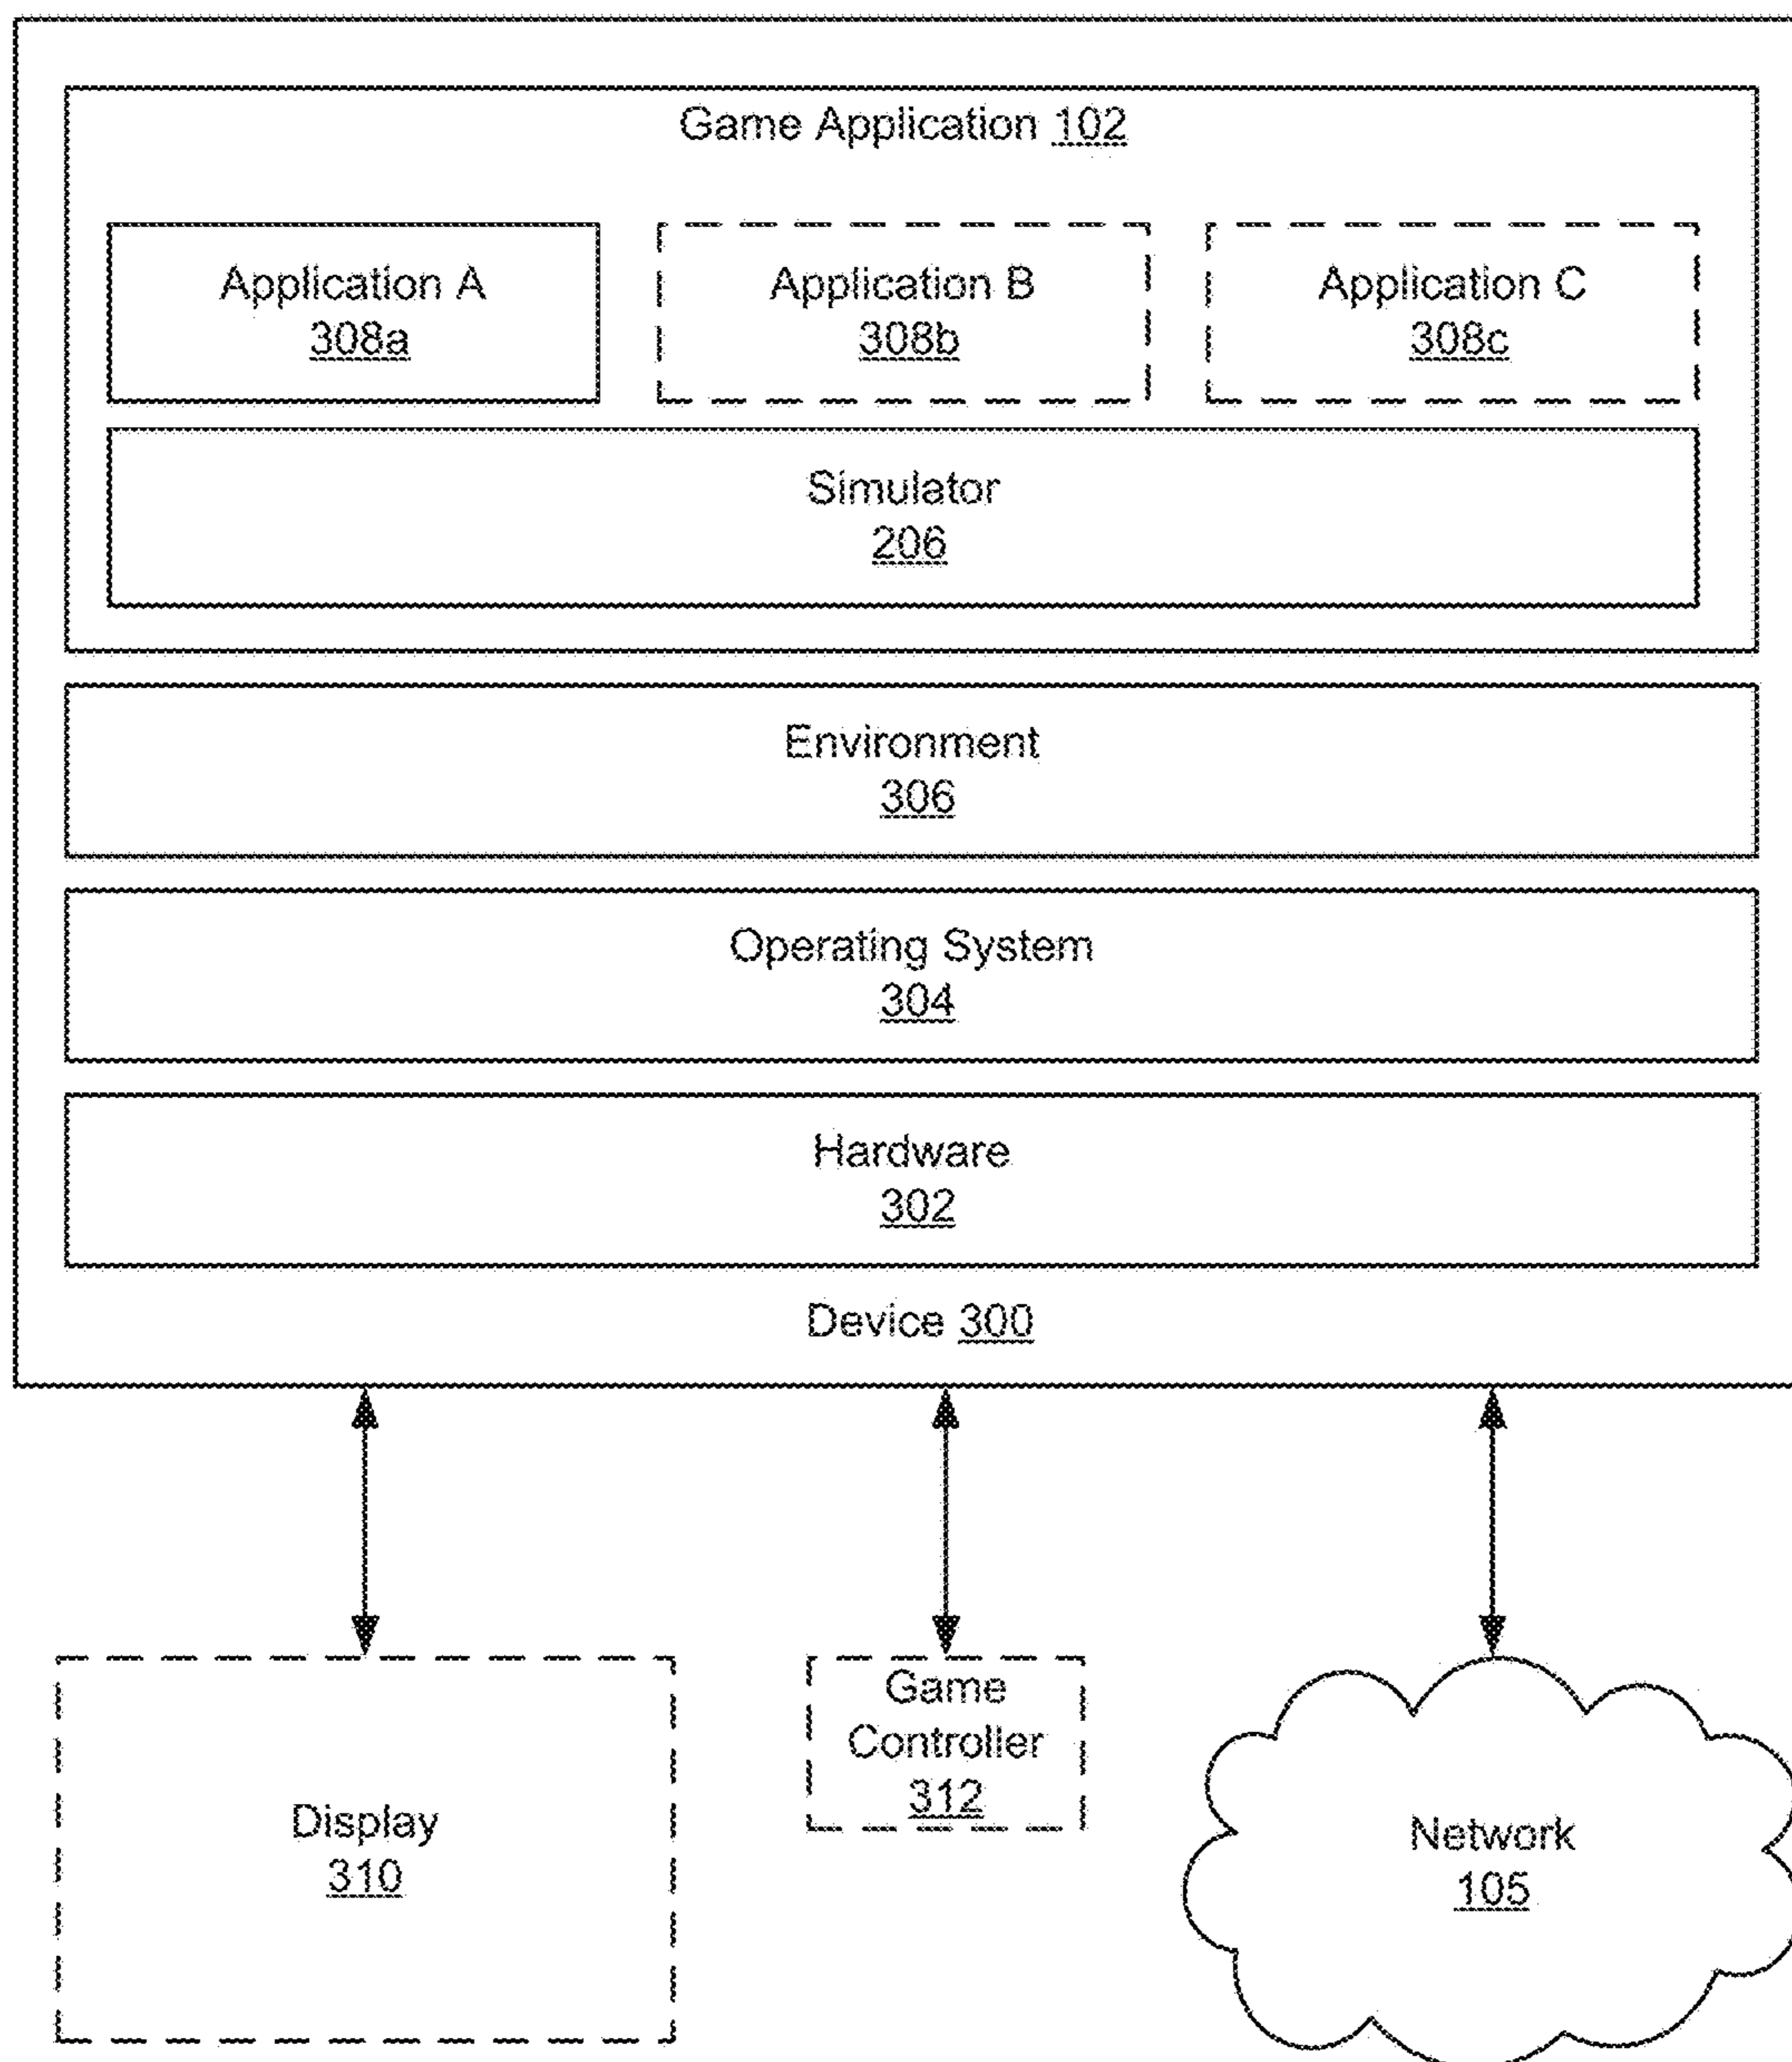 Game Application 102
Application A
308a
Application B
308b
Application C
308c
Simulator
206
Environment
306
Operating System
304
Hardware
302
Device 300
Display
310
Game
Controller
312
Network
105